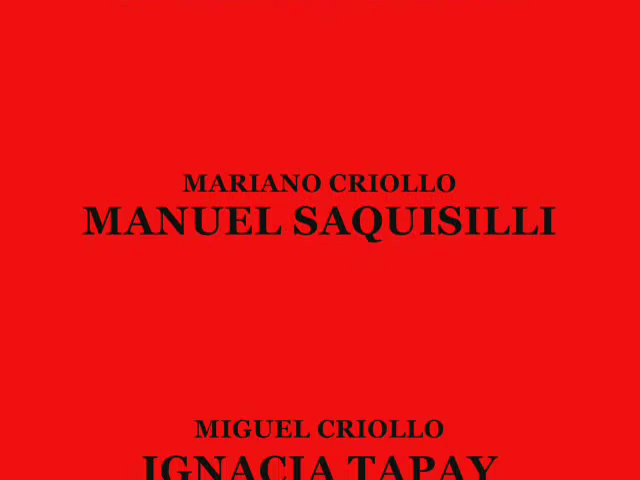 MARIANO CRIOLLO
MANUEL SAQUISILLI
MIGUEL CRIOLLO
IGNACIA TAPAY